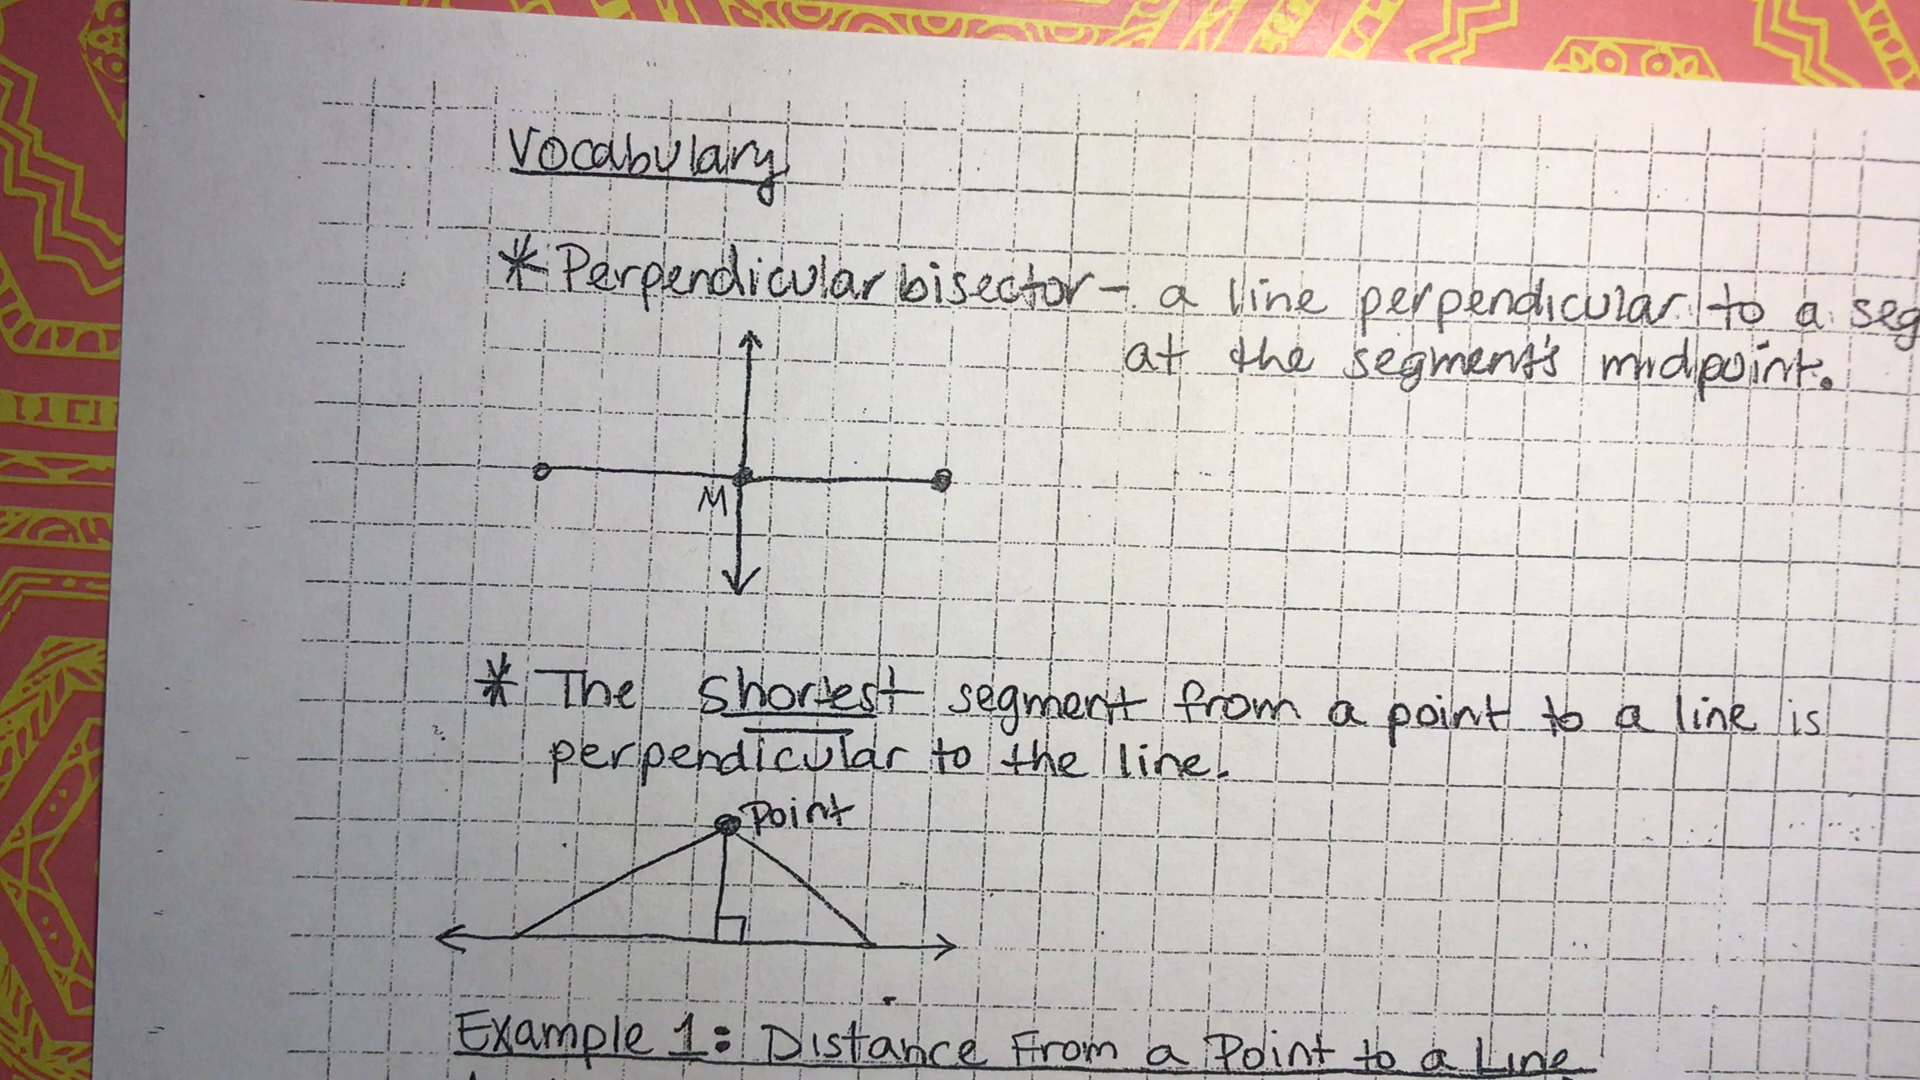 Vocabulary
* Perpendicular bisector - a line perpendicular to a seg
at the segment's midpoint.
M
* The shortest segment from a point to a line is
perpendicular to the line.
Point
Example 1: Distance From a Point to a Line